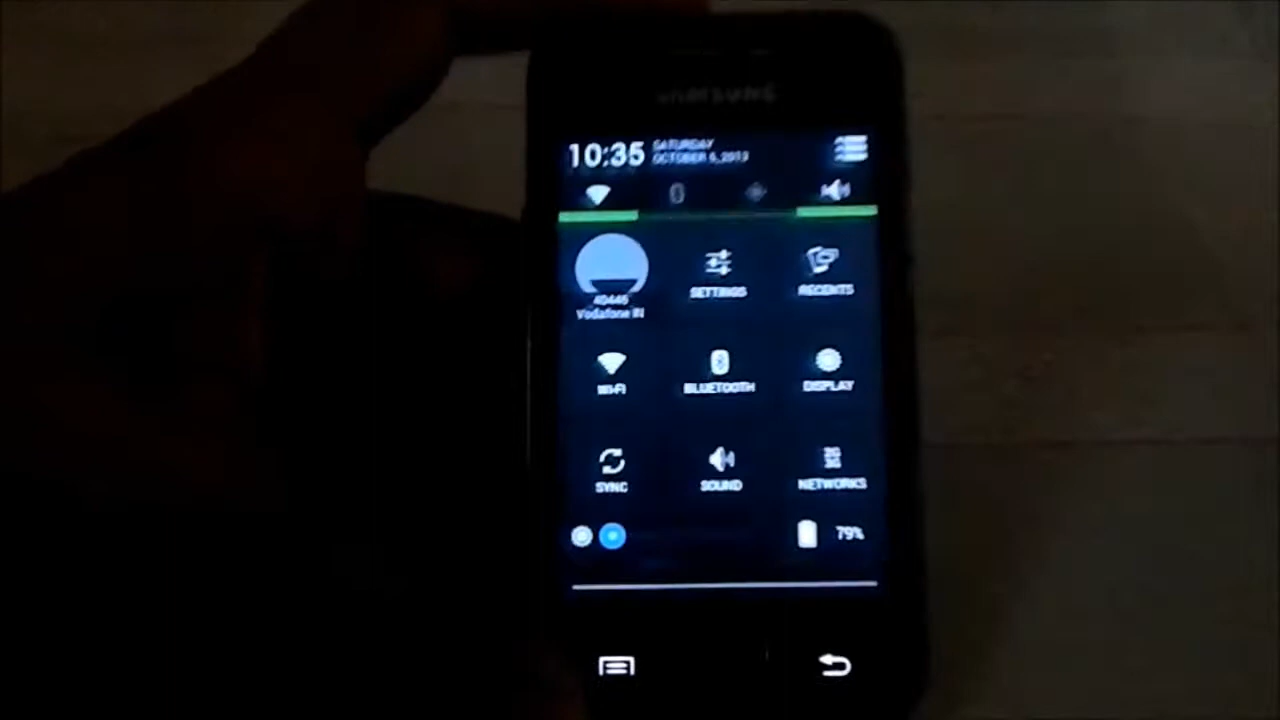 SAMSUNG
10:35
SATURDAY
OCTOBER 5, 2013
SETTINGS
RECENTS
40446
Vodafone IN
WI-FI
BLUETOOTH
DISPLAY
2G
3G
SYNC
SOUND
NETWORKS
79%